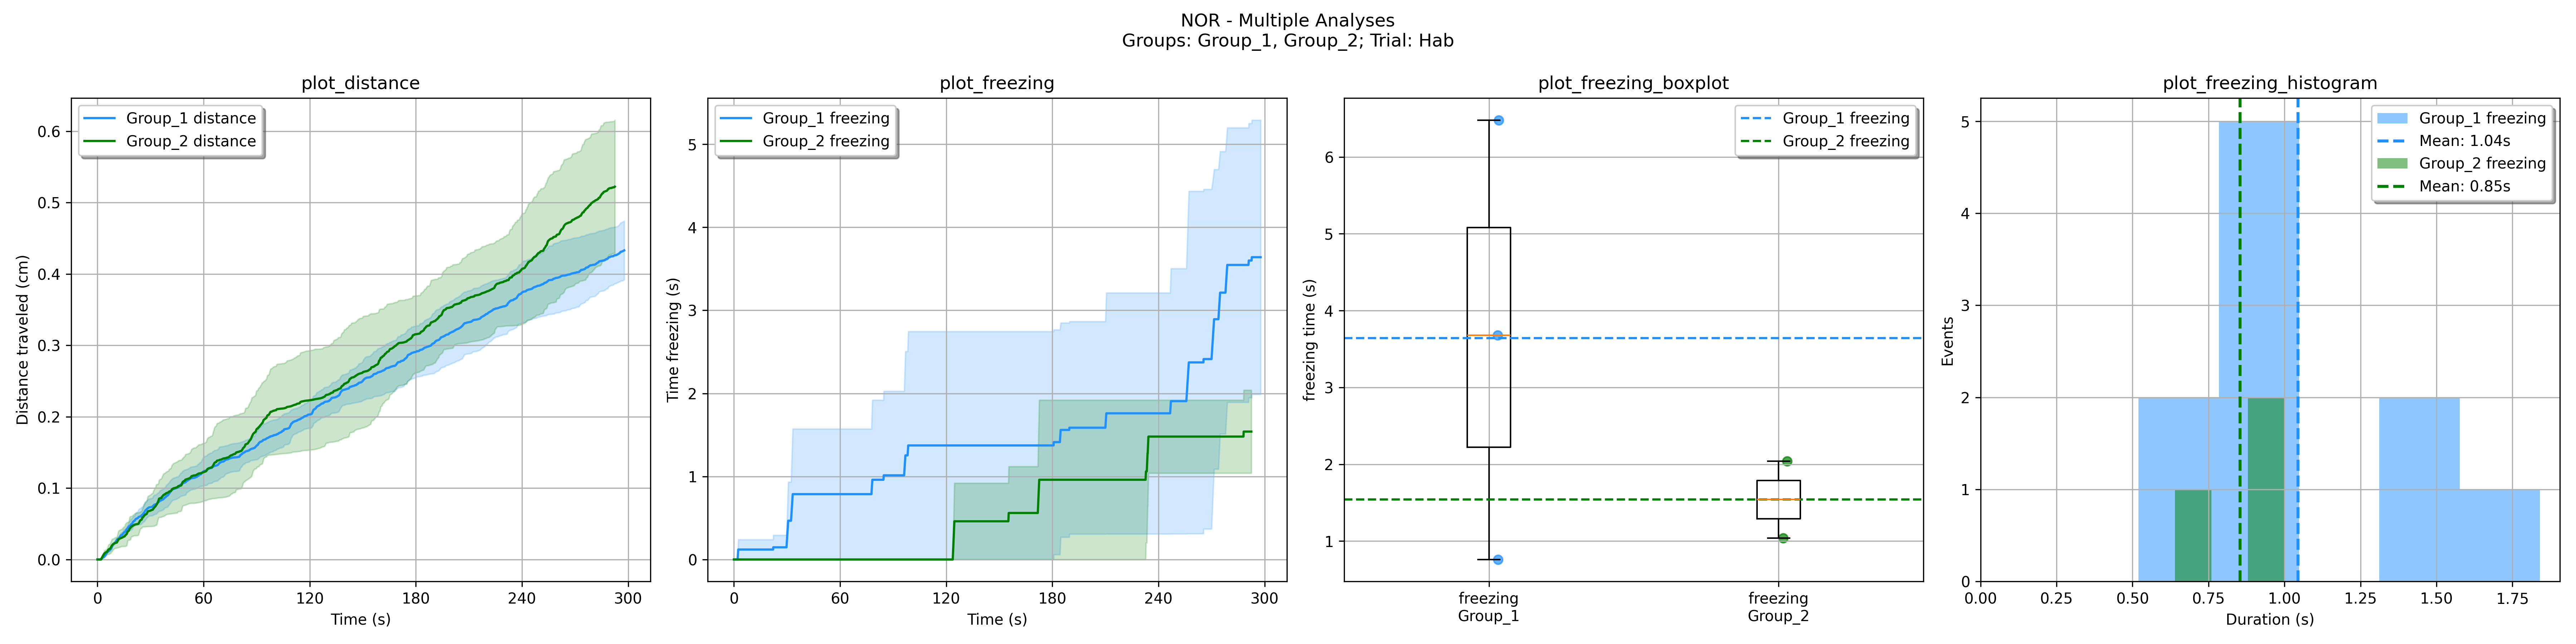 NOR - Multiple Analyses
Groups: Group_1, Group_2; Trial: Hab
plot_distance
Group_1 distance
Group_2 distance
0.6
0.5
0.4
0.3
0.2
0.1
0.0
Distance traveled (cm)
0 60 120 180 240 300
Time (s)
plot_freezing
Group_1 freezing
Group_2 freezing
5
4
3
2
1
0
Time freezing (s)
0 60 120 180 240 300
Time (s)
plot_freezing_boxplot
Group_1 freezing
Group_2 freezing
6
5
4
3
2
1
freezing time (s)
freezing
Group_1
freezing
Group_2
plot_freezing_histogram
Group_1 freezing
Mean: 1.04s
Group_2 freezing
Mean: 0.85s
5
4
3
2
1
0
Events
0.00 0.25 0.50 0.75 1.00 1.25 1.50 1.75
Duration (s)